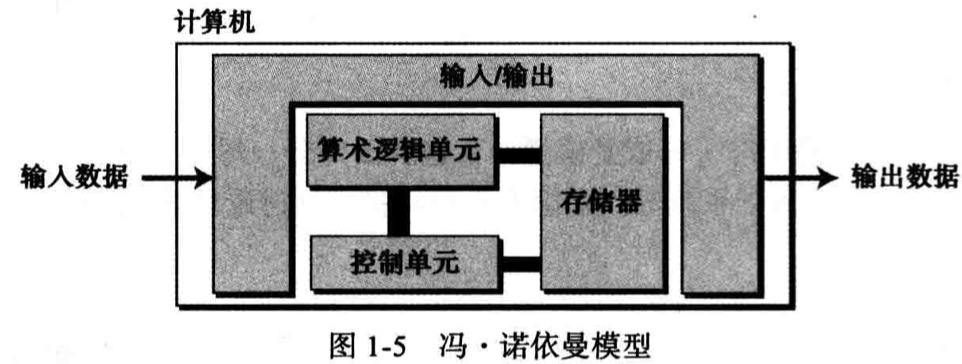 计算机
输入/输出
算术逻辑单元
输入数据
存储器
输出数据
控制单元
图 1-5 冯·诺依曼模型